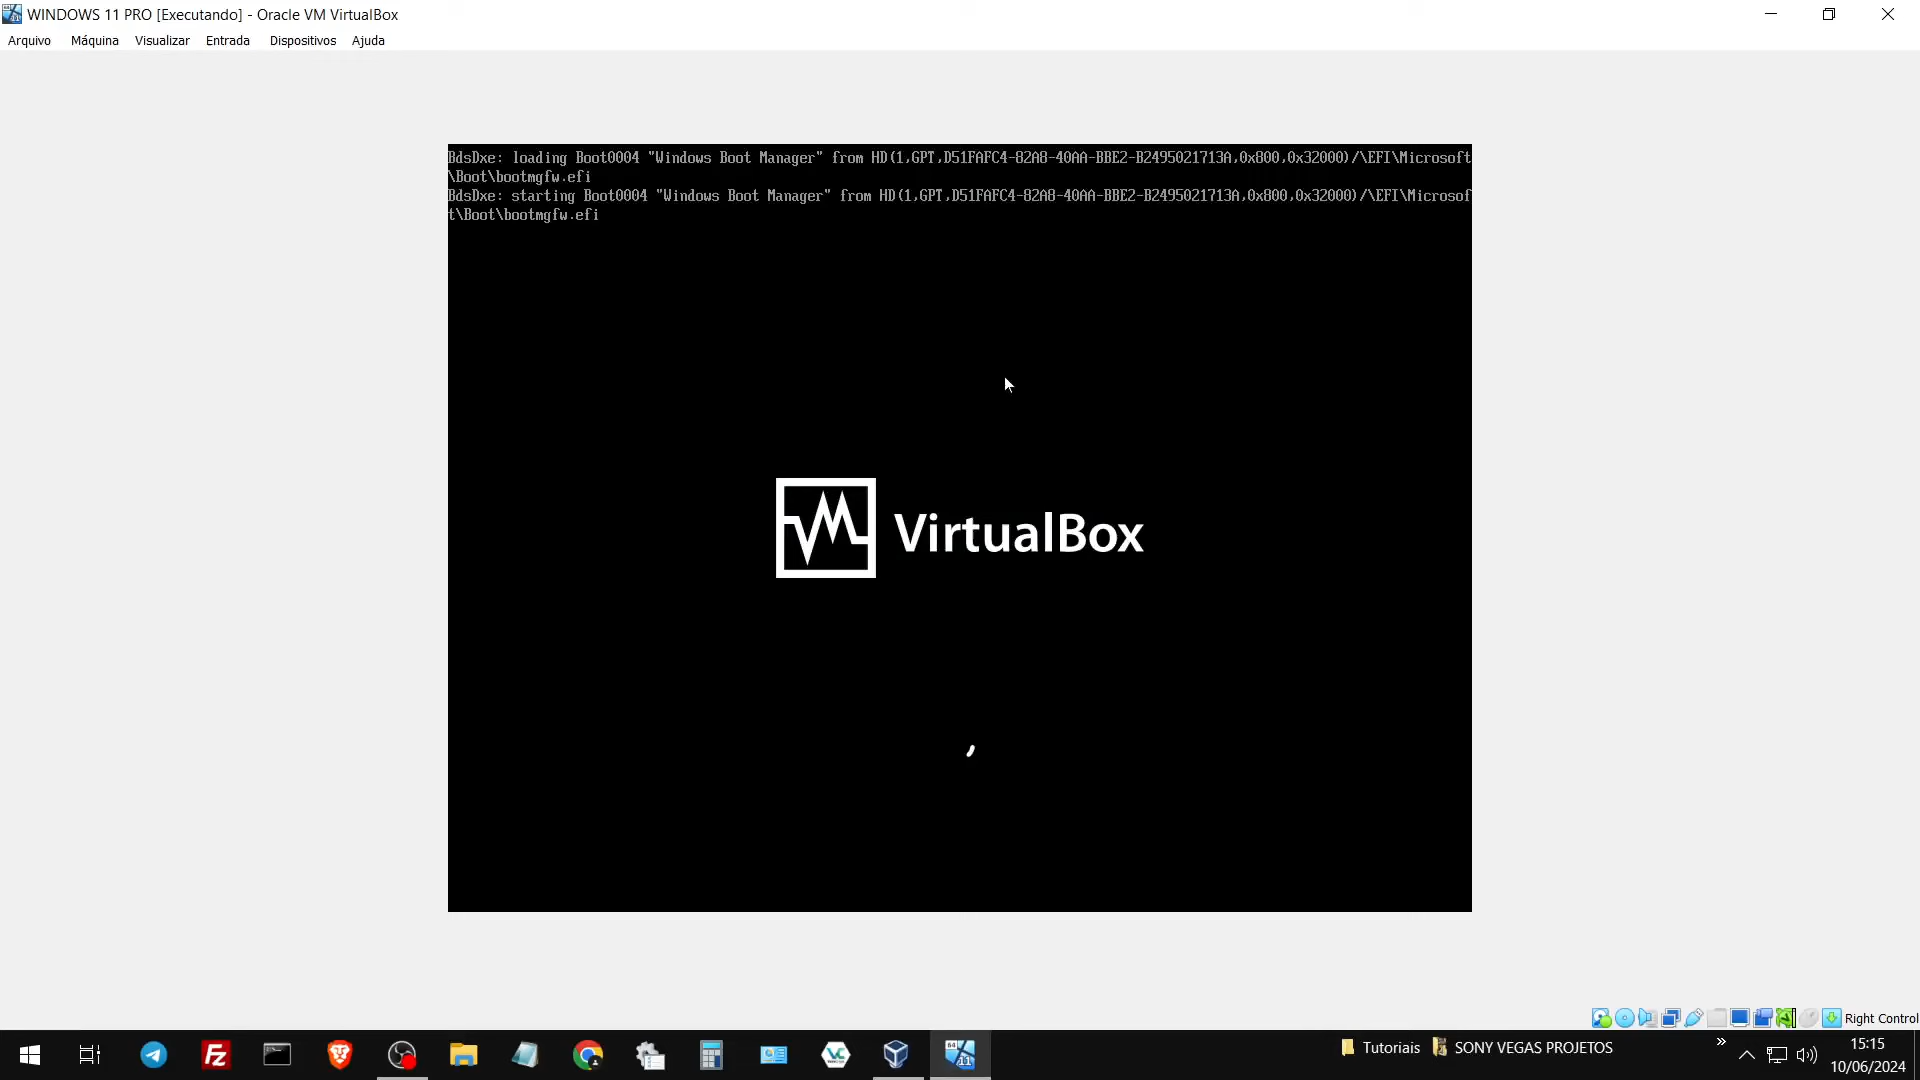 WINDOWS 11 PRO [Executando] - Oracle VM VirtualBox
Arquivo Máquina Visualizar Entrada Dispositivos Ajuda
BdsDxe: loading Boot0004 "Windows Boot Manager" from HD(1,GPT,D51FAFC4-82A8-40AA-BBE2-B2495021713A,0x800,0x32000)/\EFI\Microsoft
\Boot\bootmgfw.efi
BdsDxe: starting Boot0004 "Windows Boot Manager" from HD(1,GPT,D51FAFC4-82A8-40AA-BBE2-B2495021713A,0x800,0x32000)/\EFI\Microsof
t\Boot\bootmgfw.efi
VirtualBox
Right Control
Tutoriais SONY VEGAS PROJETOS
15:15
10/06/2024